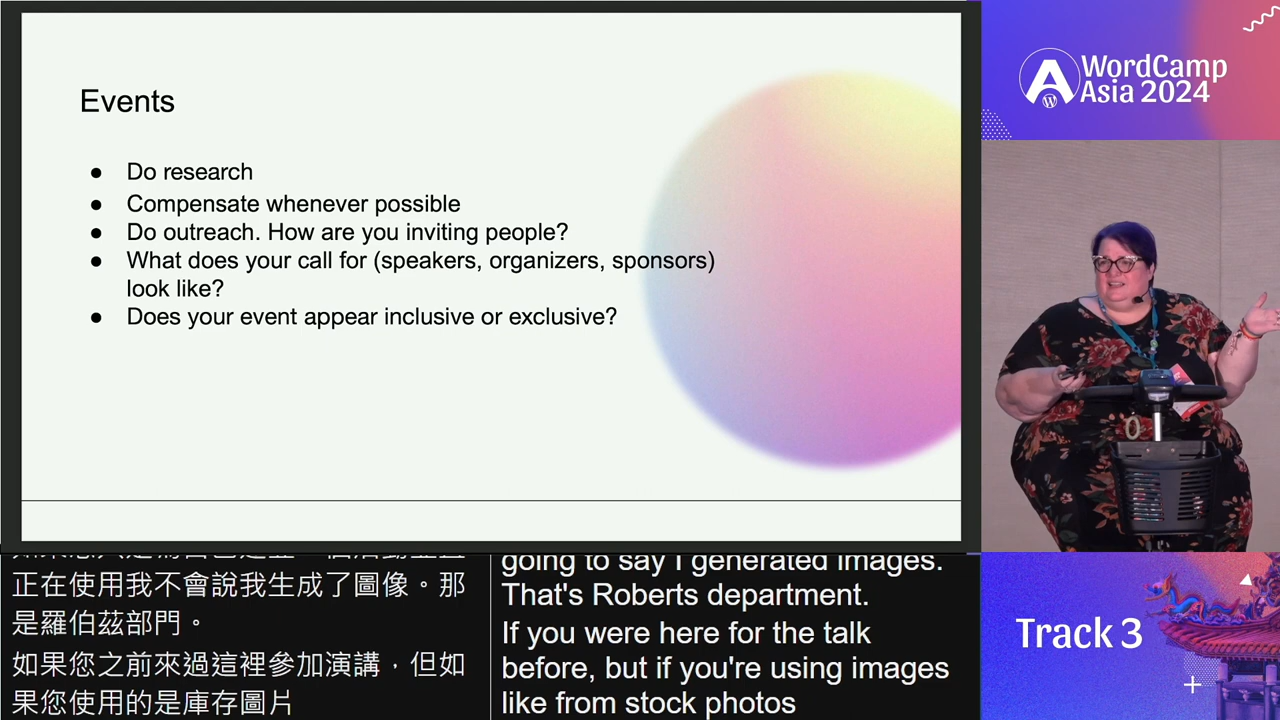 Events
● Do research
● Compensate whenever possible
● Do outreach. How are you inviting people?
● What does your call for (speakers, organizers, sponsors)
look like?
● Does your event appear inclusive or exclusive?
WordCamp
Asia 2024
正在使用我不會說我生成了圖像。那
是羅伯茲部門。
如果您之前來過這裡參加演講，但如
果您使用的是庫存圖片
going to say I generated images.
That's Roberts department.
If you were here for the talk
before, but if you're using images
like from stock photos
Track 3